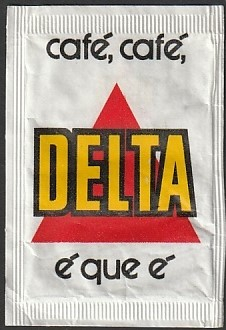 café, café,
DELTA
é que é